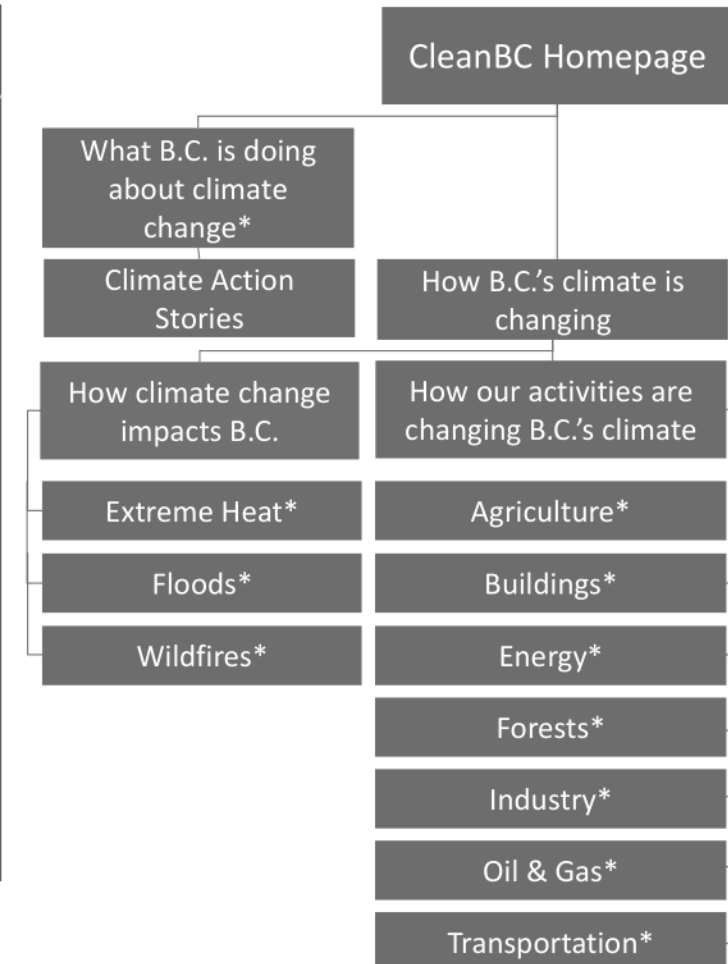 CleanBC Homepage
What B.C. is doing
about climate
change*
Climate Action
Stories
How B.C.’s climate is
changing
How climate change
impacts B.C.
Extreme Heat*
Floods*
Wildfires*
How our activities are
changing B.C.’s climate
Agriculture*
Buildings*
Energy*
Forests*
Industry*
Oil & Gas*
Transportation*